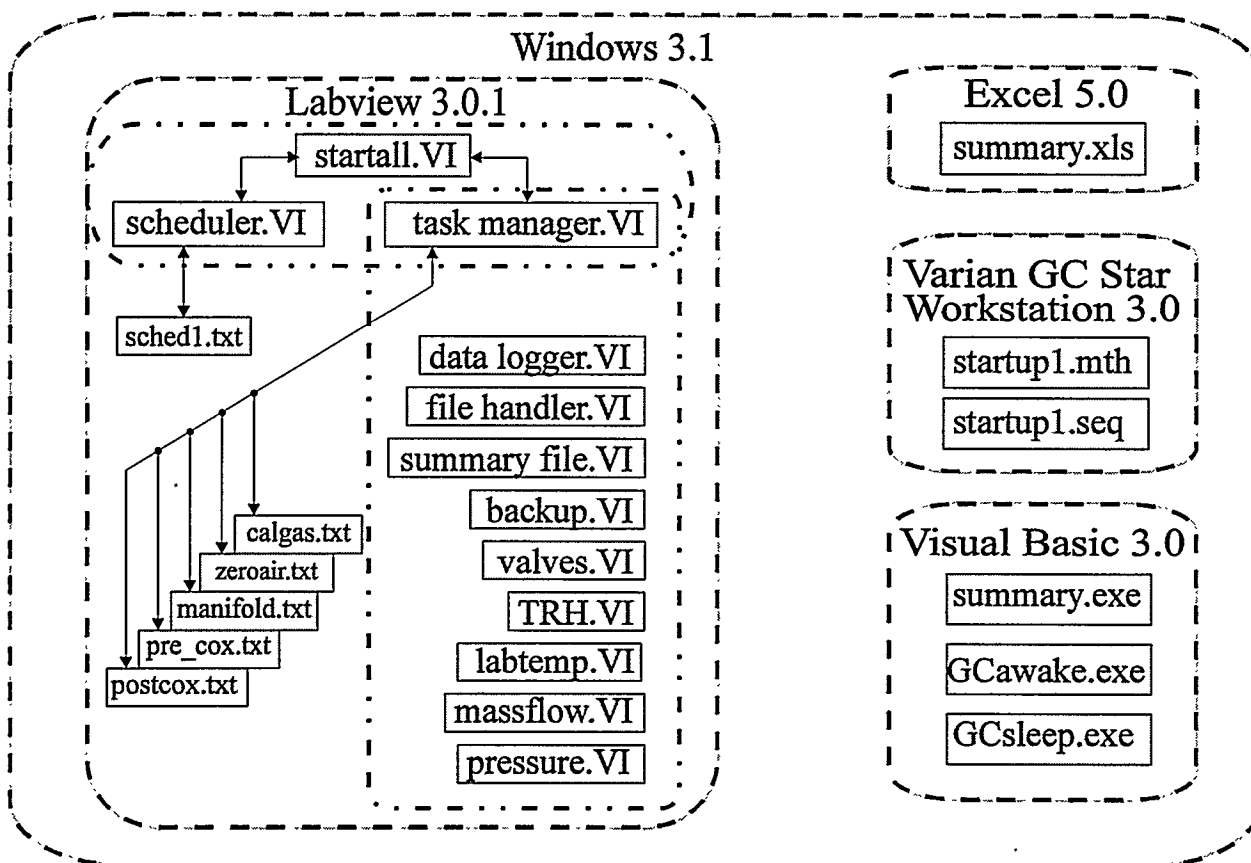 Windows 3.1
Labview 3.0.1
startall.VI
scheduler.VI
task manager.VI
sched1.txt
data logger.VI
file handler.VI
summary file.VI
backup.VI
valves.VI
TRH.VI
labtemp.VI
massflow.VI
pressure.VI
calgas.txt
zeroair.txt
manifold.txt
pre_cox.txt
postcox.txt
Excel 5.0
summary.xls
Varian GC Star
Workstation 3.0
startup1.mth
startup1.seq
Visual Basic 3.0
summary.exe
GCawake.exe
GCsleep.exe